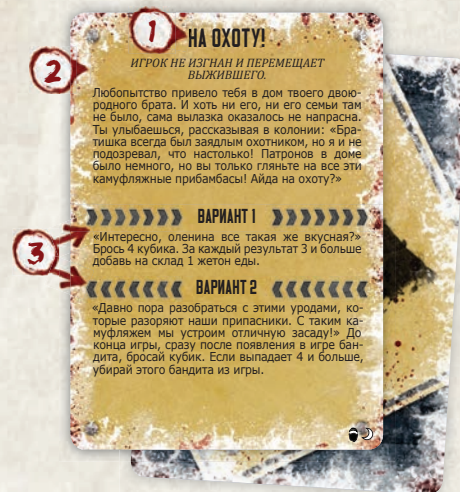 1
НА ОХОТУ!
2
ИГРОК НЕ ИЗГНАН И ПЕРЕМЕЩАЕТ
ВЫЖИВШЕГО.
Любопытство привело тебя в дом твоего двою-
родного брата. И хоть ни его, ни его семьи там
не было, сама вылазка оказалось не напрасна.
Ты улыбаешься, рассказывая в колонии: «Бра-
тишка всегда был заядлым охотником, но я и не
подозревал, что настолько! Патронов в доме
было немного, но вы только гляньте на все эти
камуфляжные прибамбасы! Айда на охоту?»
ВАРИАНТ 1
3
«Интересно, оленина все такая же вкусная?»
Брось 4 кубика. За каждый результат 3 и больше
добавь на склад 1 жетон еды.
ВАРИАНТ 2
«Давно пора разобраться с этими уродами, ко-
торые разоряют наши припасники. С таким ка-
муфляжем мы устроим отличную засаду!» До
конца игры, сразу после появления в игре бан-
дита, бросай кубик. Если выпадает 4 и больше,
убирай этого бандита из игры.